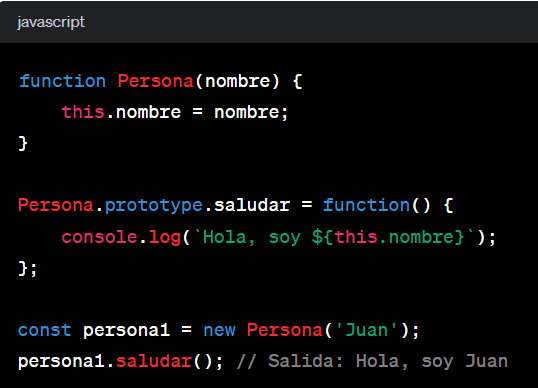 javascript
function Persona(nombre) {
    this.nombre = nombre;
}
Persona.prototype.saludar = function() {
    console.log(`Hola, soy ${this.nombre}`);
};
const persona1 = new Persona('Juan');
persona1.saludar(); // Salida: Hola, soy Juan